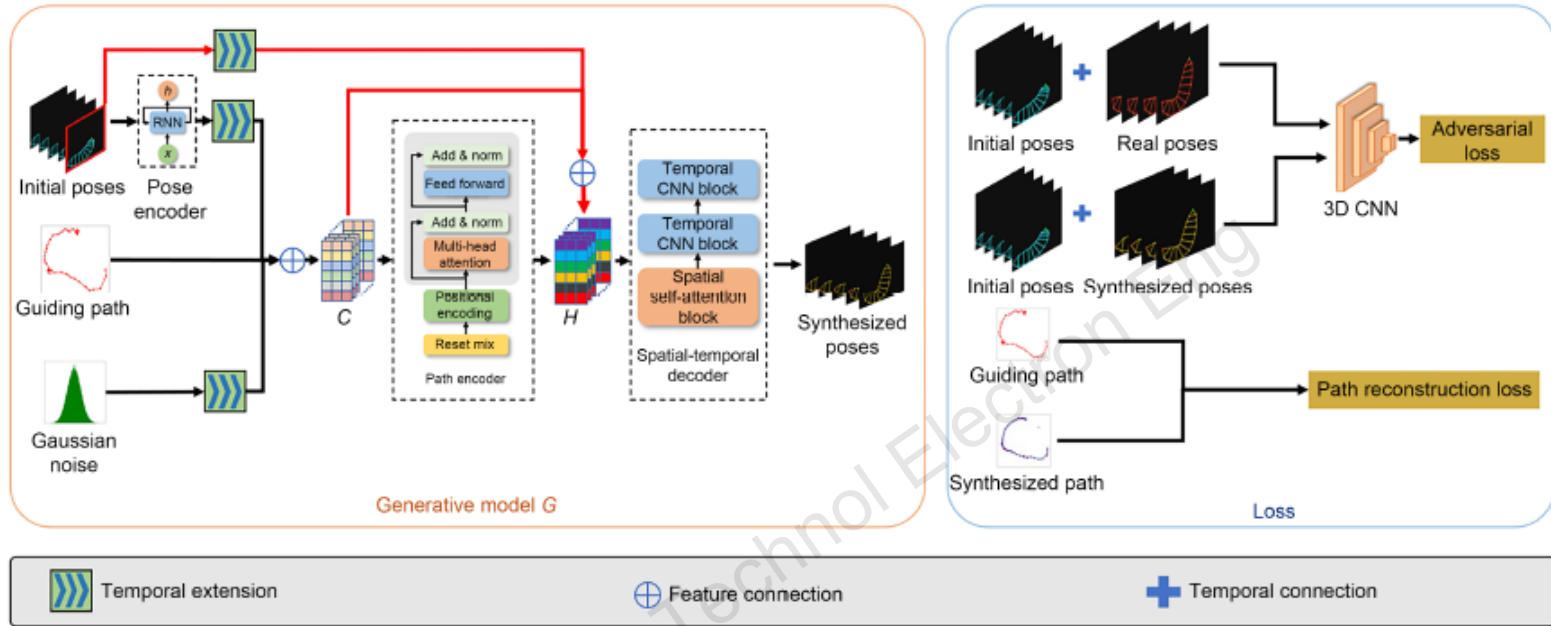 Initial poses
h
RNN
x
Pose
encoder
Guiding path
Gaussian
noise
C
Add & norm
Feed forward
Add & norm
Multi-head
attention
Positional
encoding
Reset mix
Path encoder
H
Temporal
CNN block
Temporal
CNN block
Spatial
self-attention
block
Spatial-temporal
decoder
Synthesized
poses
Generative model G
Initial poses
Real poses
Initial poses
Synthesized poses
3D CNN
Adversarial
loss
Guiding path
Synthesized path
Path reconstruction loss
Loss
Technol Electron Eng
Temporal extension
Feature connection
Temporal connection